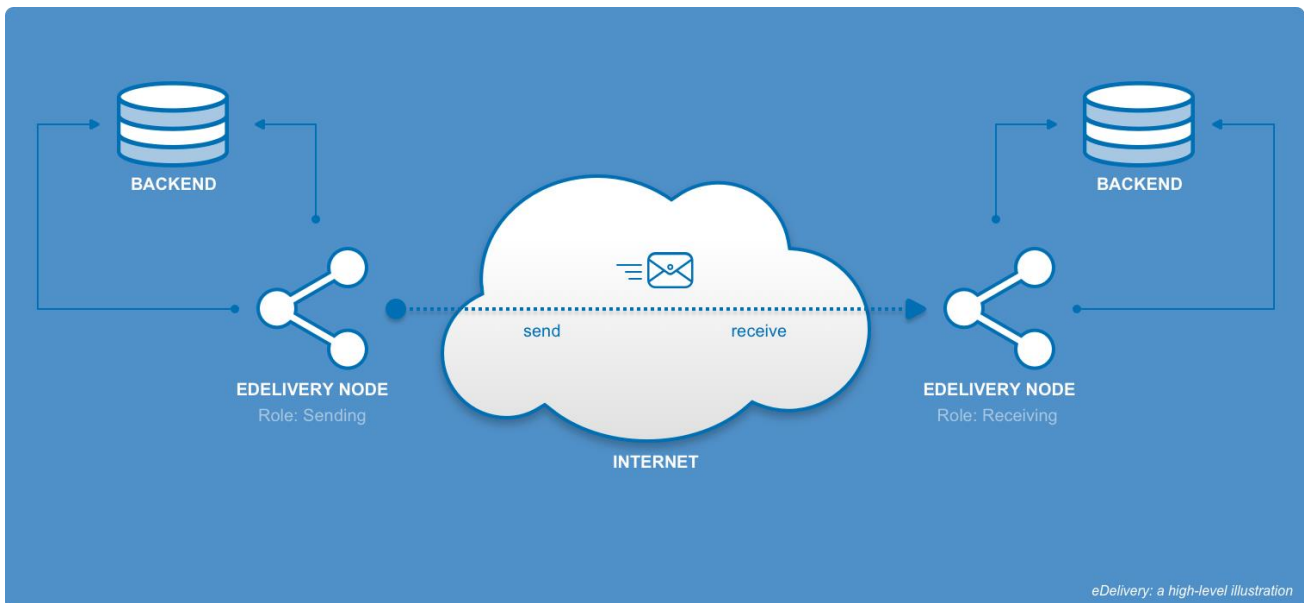 BACKEND
BACKEND
send
receive
EDELIVERY NODE
Role: Sending
EDELIVERY NODE
Role: Receiving
INTERNET
eDelivery: a high-level illustration